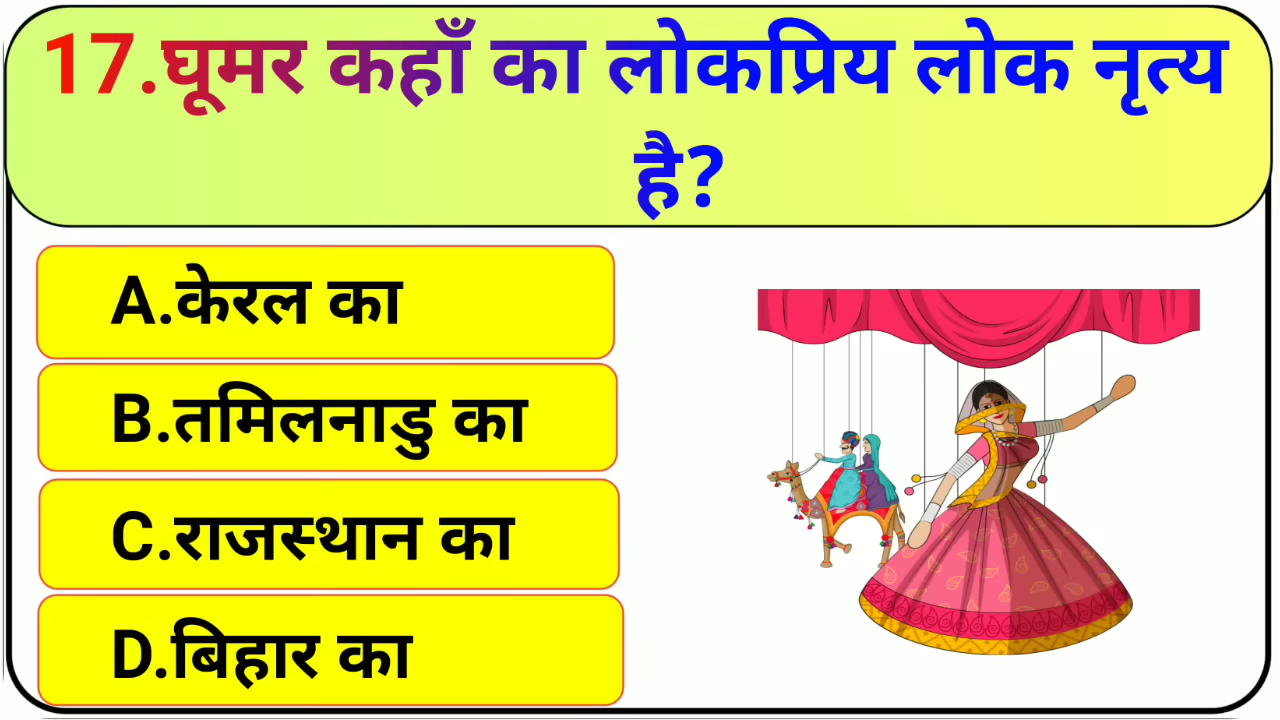 17.घूमर कहाँ का लोकप्रिय लोक नृत्य
है?
A.केरल का
B.तमिलनाडु का
C.राजस्थान का
D.बिहार का